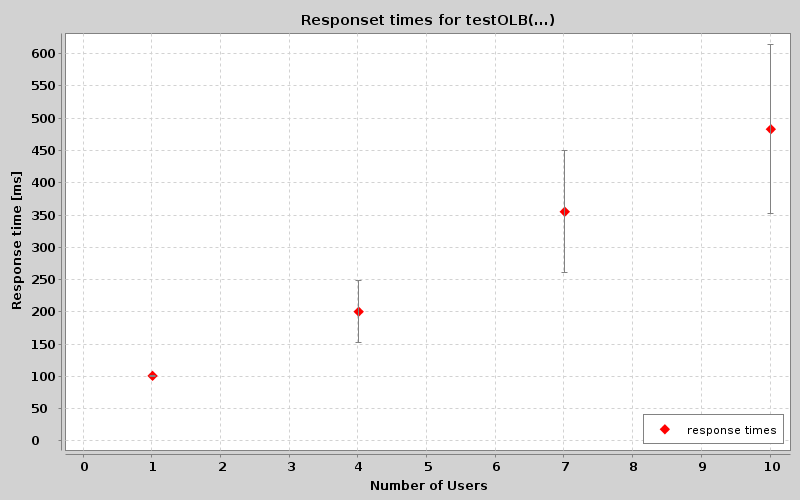 Responset times for testOLB(...)
Response time [ms]
600
550
500
450
400
350
300
250
200
150
100
50
0
response times
0 1 2 3 4 5 6 7 8 9 10
Number of Users